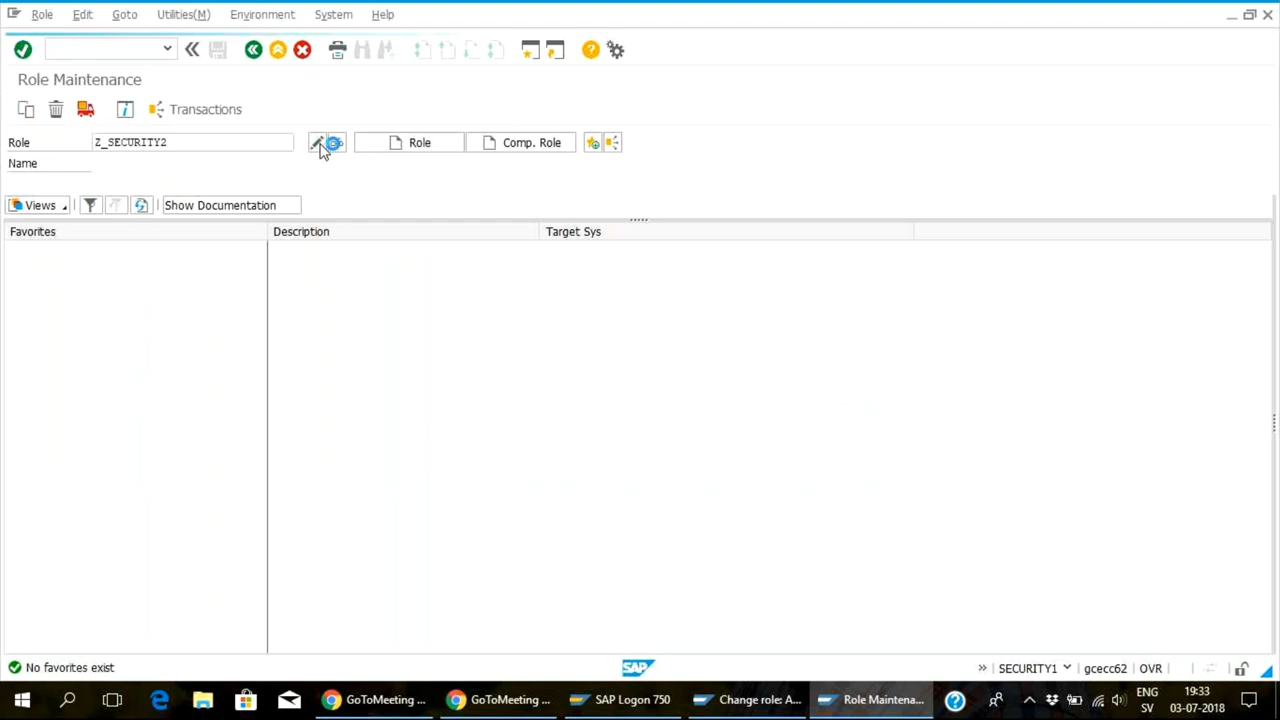 Role Edit Goto Utilities(M) Environment System Help
Role Maintenance
Transactions
Role Z_SECURITY2 Role Comp. Role
Name
Views Show Documentation
Favorites Description Target Sys
No favorites exist SAP SECURITY1 gcecc62 OVR
GoToMeeting ... GoToMeeting ... SAP Logon 750 Change role: A... Role Maintena... ENG 19:33
SV 03-07-2018